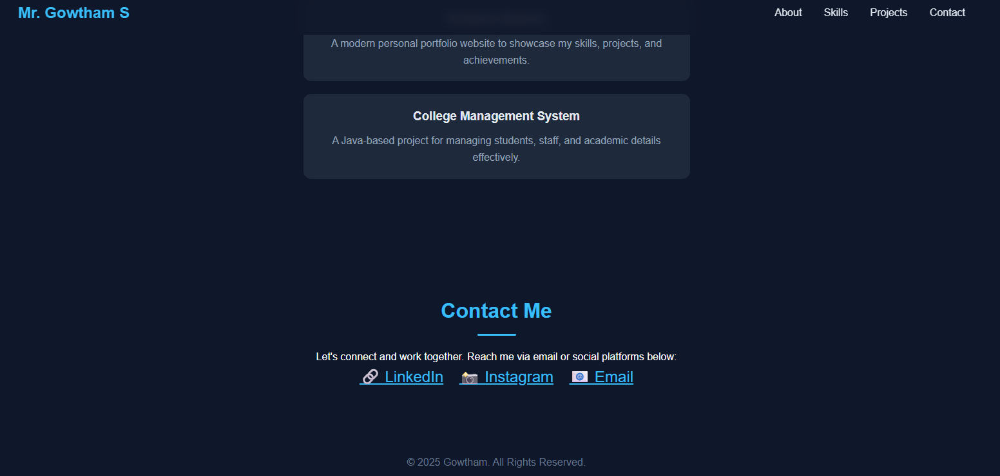 Mr. Gowtham S
About Skills Projects Contact
A modern personal portfolio website to showcase my skills, projects, and
achievements.
College Management System
A Java-based project for managing students, staff, and academic details
effectively.
Contact Me
Let's connect and work together. Reach me via email or social platforms below:
🔗 LinkedIn 📸 Instagram 📧 Email
© 2025 Gowtham. All Rights Reserved.